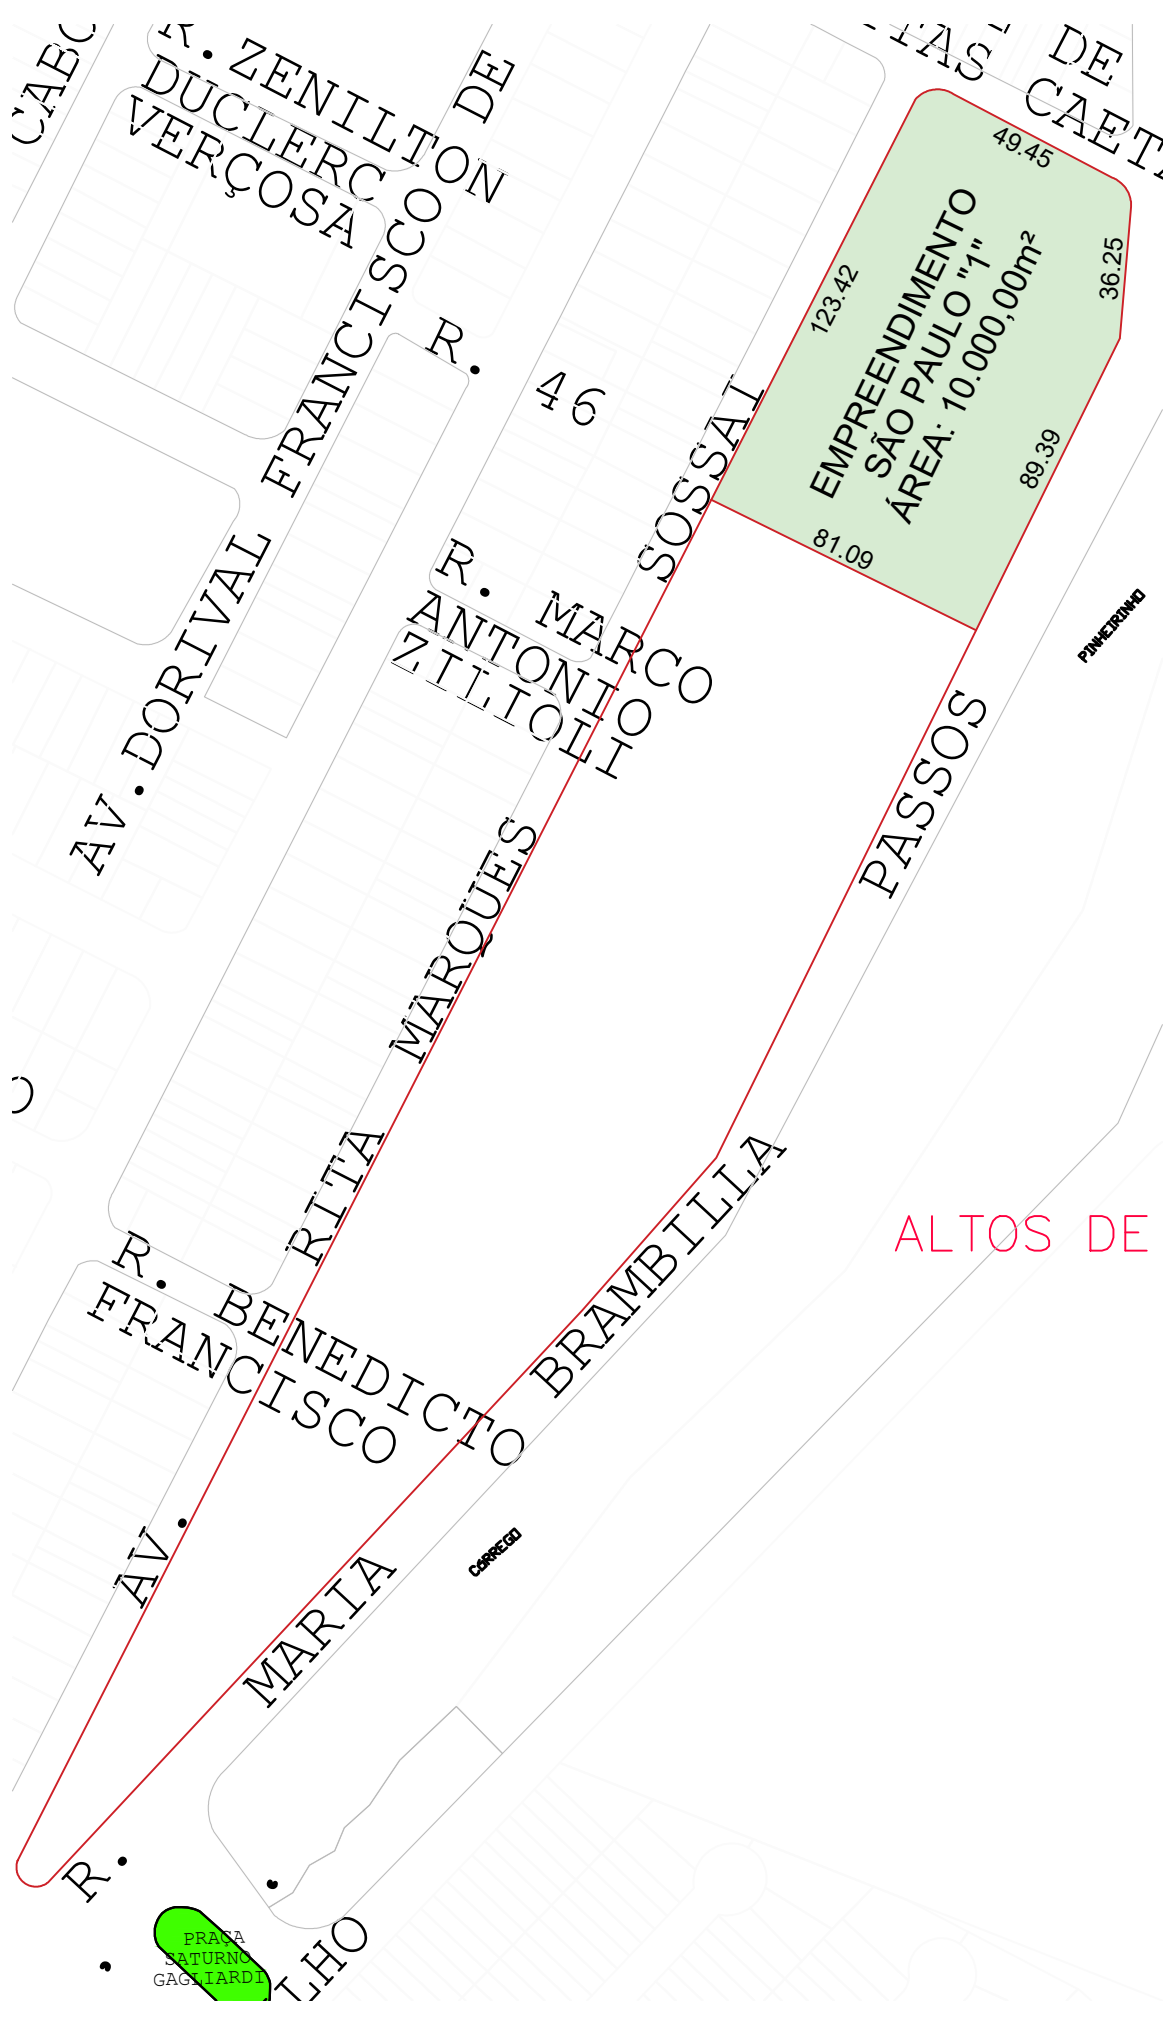 R. ZENILTON
DUCLERC
VERÇOSA
AV. DORIVAL FRANCISCO DE
DE
49.45
36.25
123.42
89.39
81.09
EMPREENDIMENTO
SÃO PAULO "1"
ÁREA: 10.000,00m²
R. 46
R. MARCO
ANTONIO
ZILIOLI
AV. RITA MARQUES SOSSAI
PINHEIRINHO
R. MARIA BRAMBILLA PASSOS
ALTOS DE
R. BENEDICTO
FRANCISCO
CÓRREGO
PRAÇA
SATURNO
GAGLIARDI